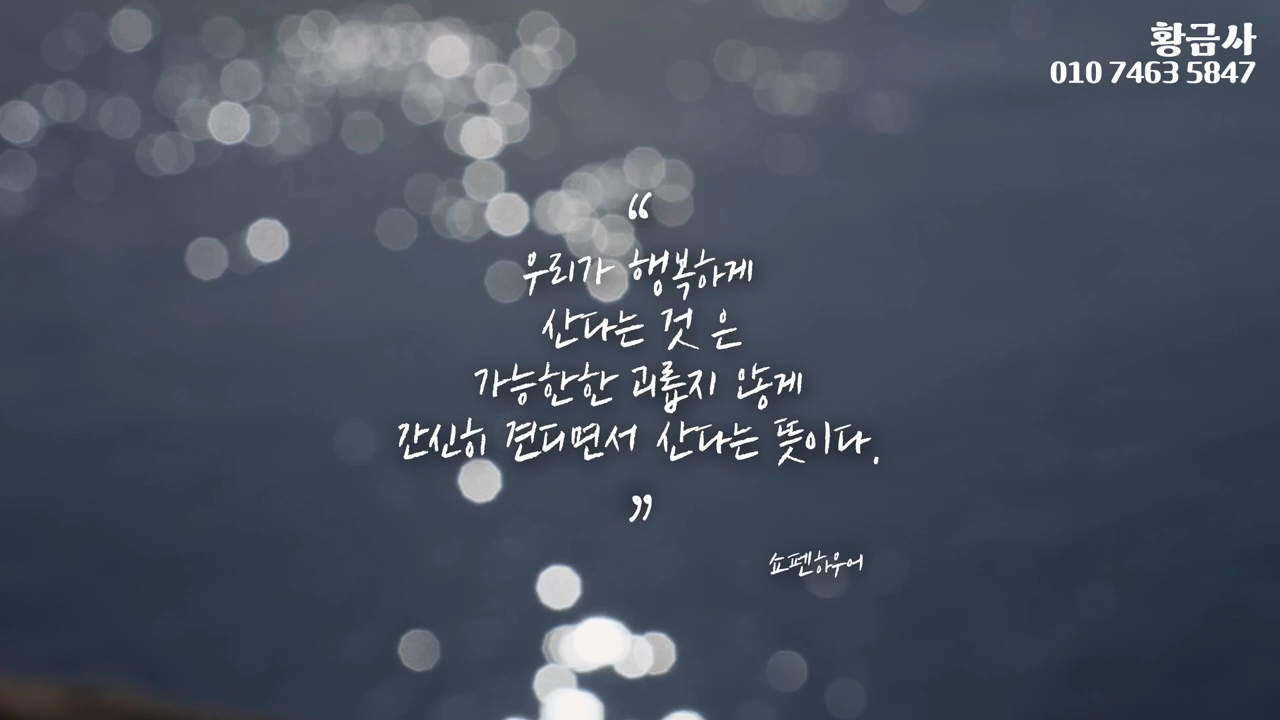 황금사
010 7463 5847
“
우리가 행복하게
산다는 것 은
가능한한 괴롭지 않게
간신히 견디면서 산다는 뜻이다.
”
쇼펜하우어